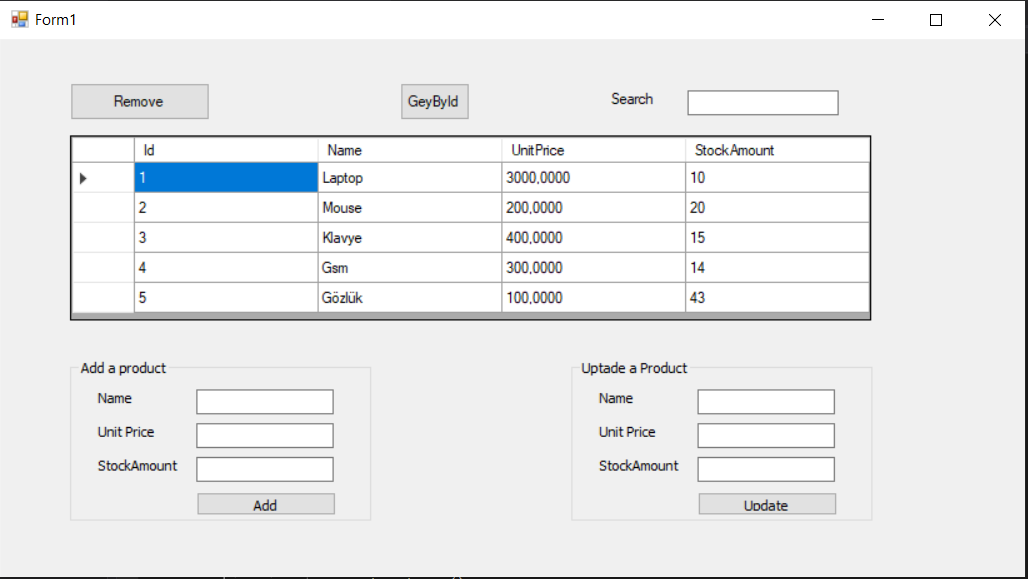 Form1
Remove GeyById Search
Id Name UnitPrice StockAmount
1 Laptop 3000,0000 10
2 Mouse 200,0000 20
3 Klavye 400,0000 15
4 Gsm 300,0000 14
5 Gözlük 100,0000 43
Add a product Uptade a Product
Name Name
Unit Price Unit Price
StockAmount StockAmount
Add Update